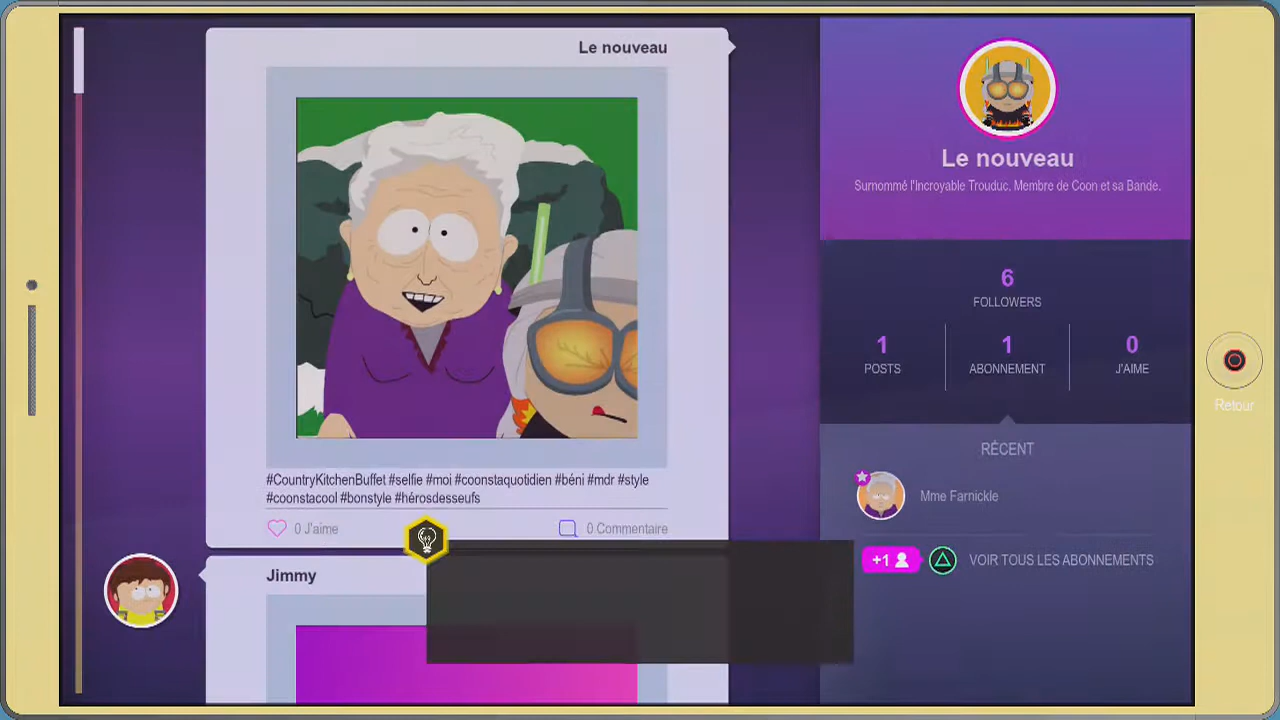 Le nouveau
#CountryKitchenBuffet #selfie #moi #coonstaquotidien #béni #mdr #style
#coonstacool #bonstyle #hérosdesseufs
0 J'aime
0 Commentaire
Jimmy
Le nouveau
Surnommé l'Incroyable Trouduc, Membre de Coon et sa Bande.
6
FOLLOWERS
1
POSTS
1
ABONNEMENT
0
J'AIME
RÉCENT
Mme Farnickle
+1
VOIR TOUS LES ABONNEMENTS
Retour